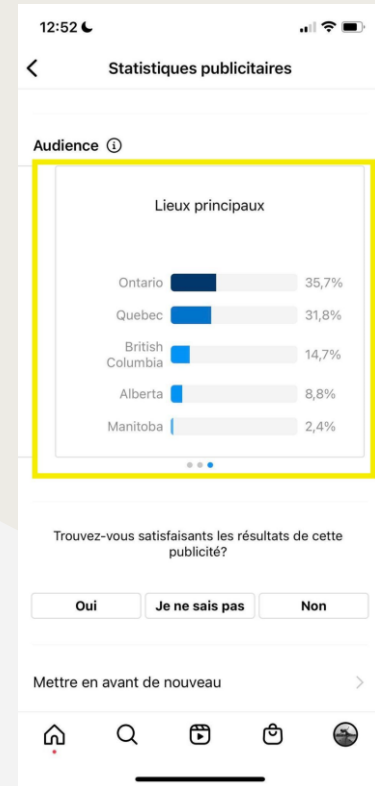 12:52
Statistiques publicitaires
Audience
Lieux principaux
Ontario 35,7%
Quebec 31,8%
British
Columbia 14,7%
Alberta 8,8%
Manitoba 2,4%
Trouvez-vous satisfaisants les résultats de cette
publicité?
Oui Je ne sais pas Non
Mettre en avant de nouveau